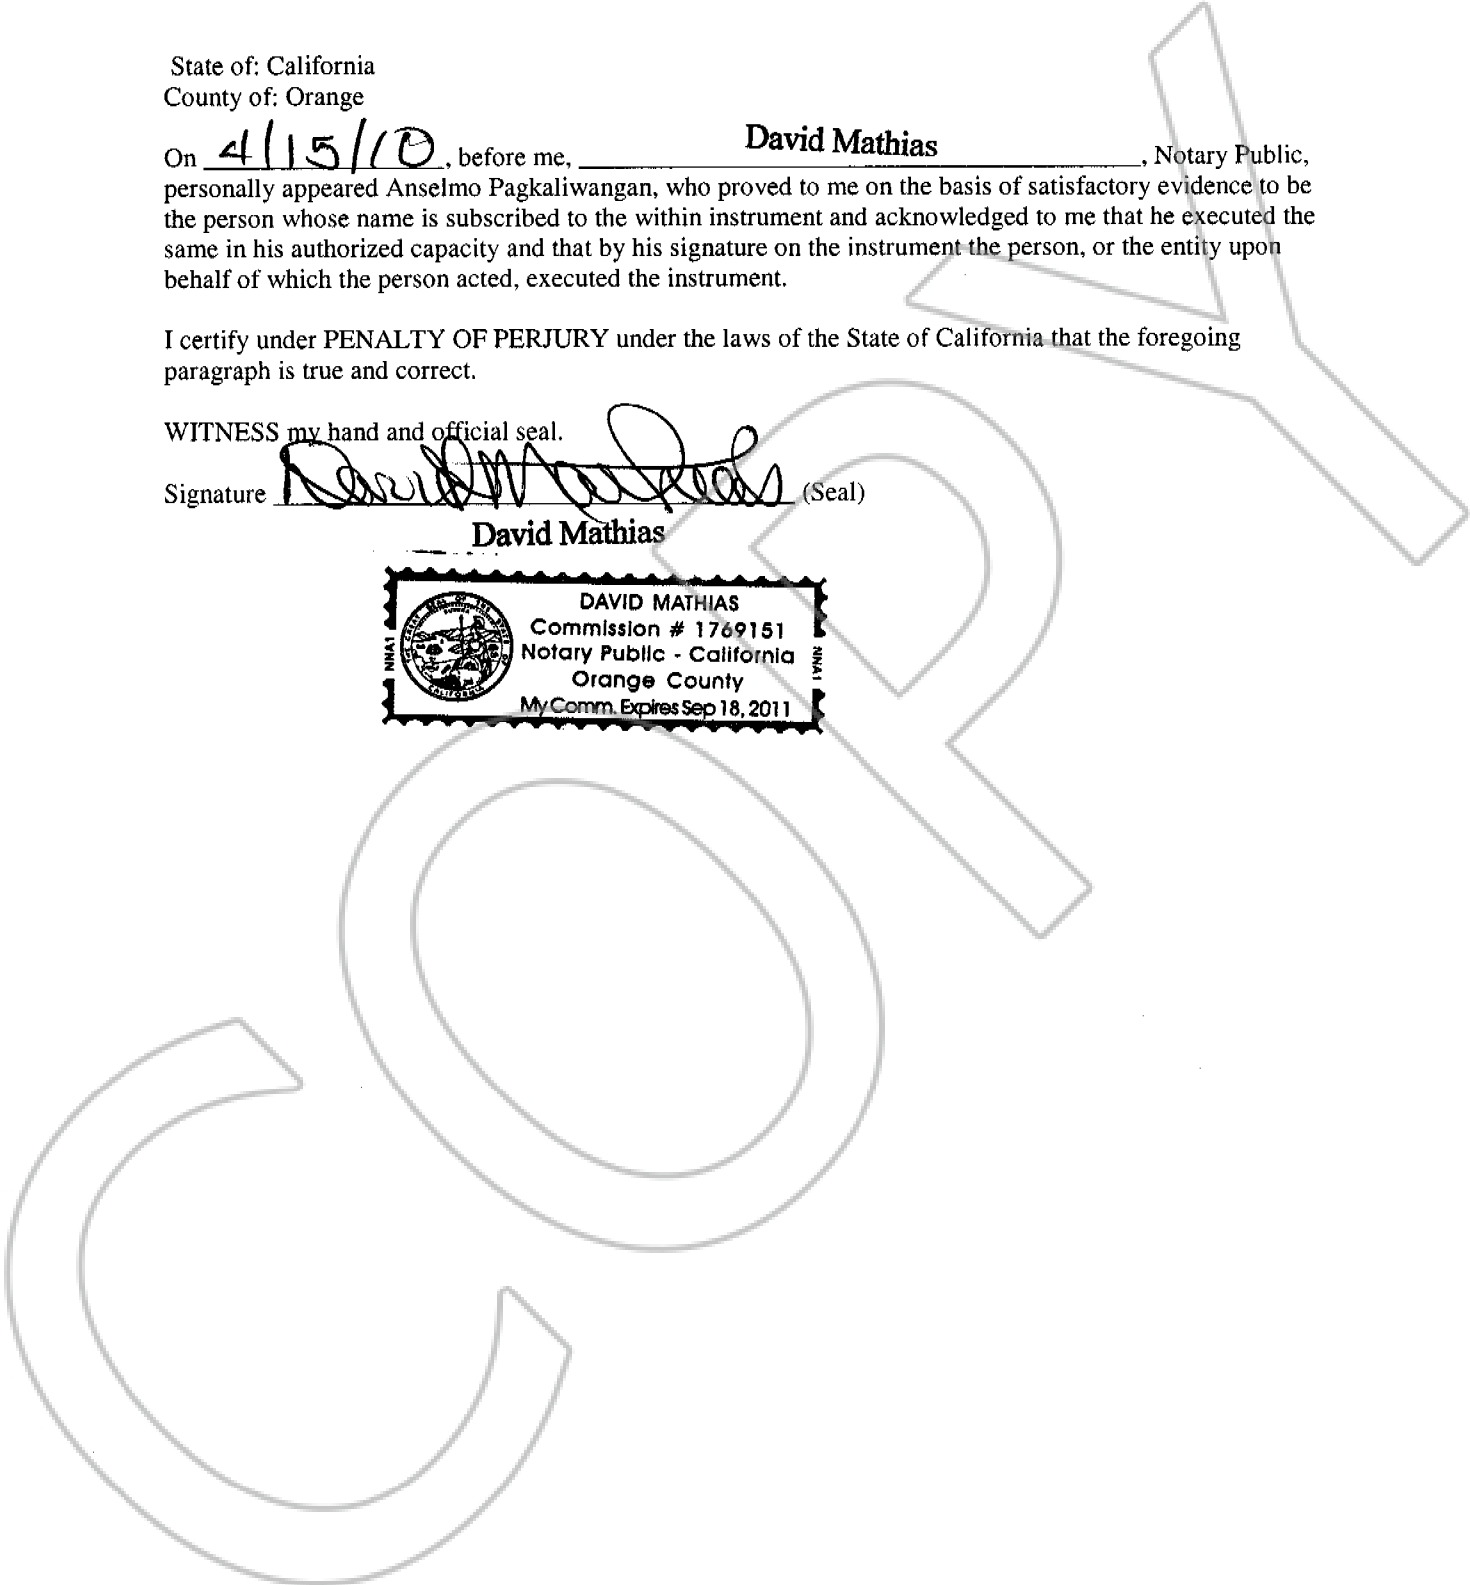 State of: California
County of: Orange
On 4/15/10, before me, David Mathias, Notary Public,
personally appeared Anselmo Pagkaliwangan, who proved to me on the basis of satisfactory evidence to be
the person whose name is subscribed to the within instrument and acknowledged to me that he executed the
same in his authorized capacity and that by his signature on the instrument the person, or the entity upon
behalf of which the person acted, executed the instrument.
I certify under PENALTY OF PERJURY under the laws of the State of California that the foregoing
paragraph is true and correct.
WITNESS my hand and official seal.
Signature David Mathias (Seal)
David Mathias
DAVID MATHIAS
Commission # 1769151
Notary Public - California
Orange County
My Comm. Expires Sep 18, 2011
NNA1
NNA1
COPY